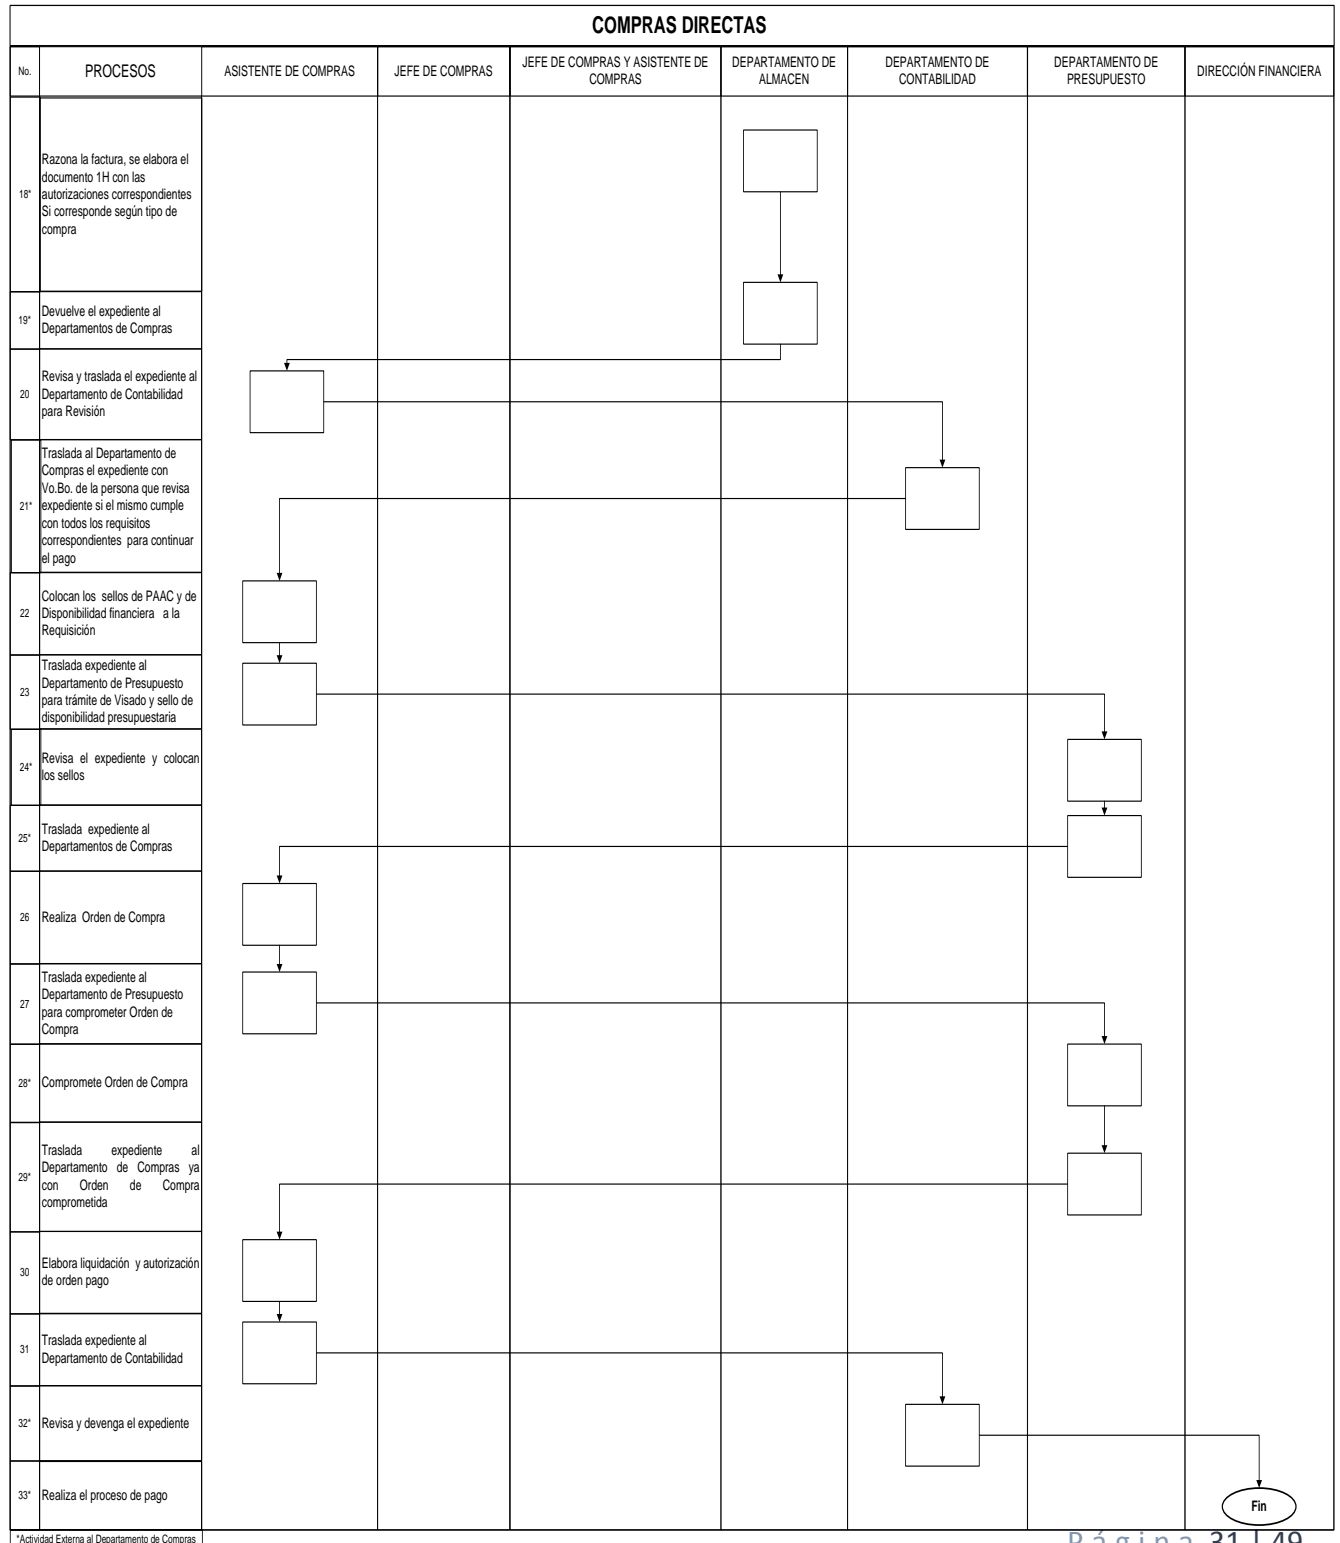 COMPRAS DIRECTAS
No.
PROCESOS
ASISTENTE DE COMPRAS
JEFE DE COMPRAS
JEFE DE COMPRAS Y ASISTENTE DE
COMPRAS
DEPARTAMENTO DE
ALMACEN
DEPARTAMENTO DE
CONTABILIDAD
DEPARTAMENTO DE
PRESUPUESTO
DIRECCIÓN FINANCIERA
18*
Razona la factura, se elabora el
documento 1H con las
autorizaciones correspondientes
Si corresponde según tipo de
compra
19*
Devuelve el expediente al
Departamentos de Compras
20
Revisa y traslada el expediente al
Departamento de Contabilidad
para Revisión
21*
Traslada al Departamento de
Compras el expediente con
Vo.Bo. de la persona que revisa
expediente si el mismo cumple
con todos los requisitos
correspondientes para continuar
el pago
22
Colocan los sellos de PAAC y de
Disponibilidad financiera a la
Requisición
23
Traslada expediente al
Departamento de Presupuesto
para trámite de Visado y sello de
disponibilidad presupuestaria
24*
Revisa el expediente y colocan
los sellos
25*
Traslada expediente al
Departamentos de Compras
26
Realiza Orden de Compra
27
Traslada expediente al
Departamento de Presupuesto
para comprometer Orden de
Compra
28*
Compromete Orden de Compra
29*
Traslada expediente al
Departamento de Compras ya
con Orden de Compra
comprometida
30
Elabora liquidación y autorización
de orden pago
31
Traslada expediente al
Departamento de Contabilidad
32*
Revisa y devenga el expediente
33*
Realiza el proceso de pago
Fin
*Actividad Externa al Departamento de Compras
Página 31 | 49